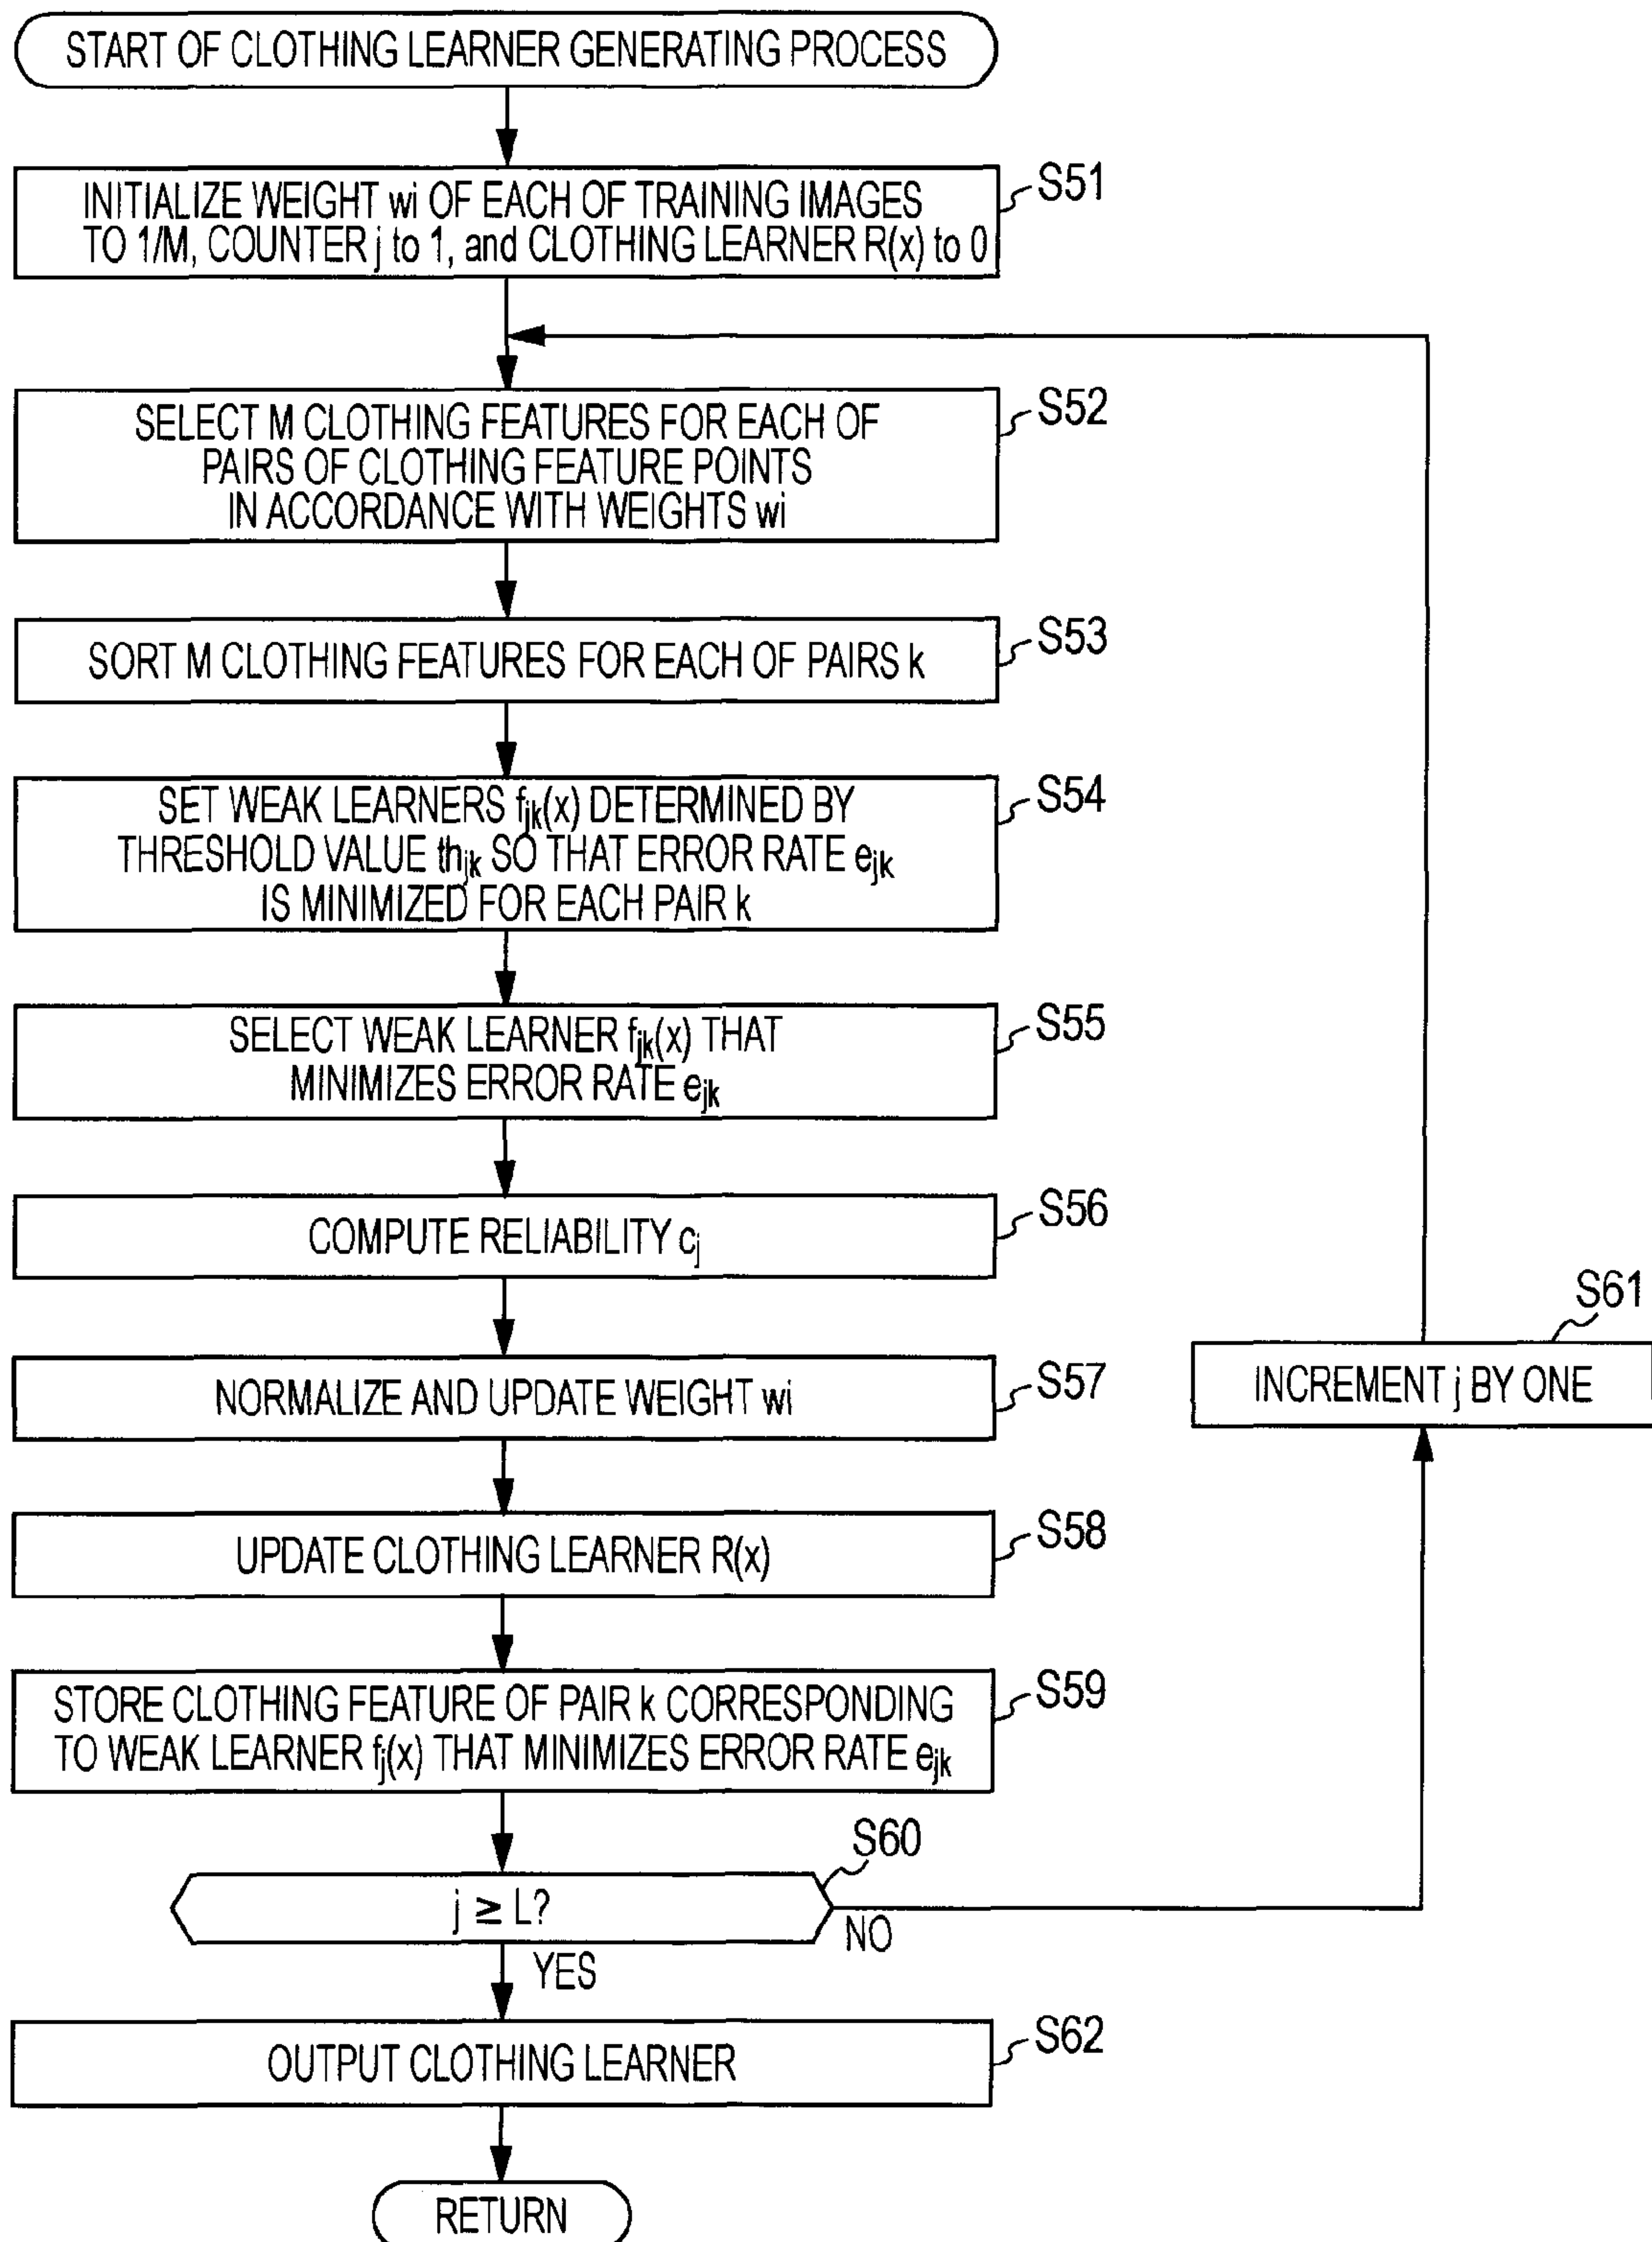 START OF CLOTHING LEARNER GENERATING PROCESS
S51
INITIALIZE WEIGHT wi OF EACH OF TRAINING IMAGES
TO 1/M, COUNTER j to 1, and CLOTHING LEARNER R(x) to 0
S52
SELECT M CLOTHING FEATURES FOR EACH OF
PAIRS OF CLOTHING FEATURE POINTS
IN ACCORDANCE WITH WEIGHTS wi
S53
SORT M CLOTHING FEATURES FOR EACH OF PAIRS k
S54
SET WEAK LEARNERS fjk(x) DETERMINED BY
THRESHOLD VALUE thjk SO THAT ERROR RATE ejk
IS MINIMIZED FOR EACH PAIR k
S55
SELECT WEAK LEARNER fjk(x) THAT
MINIMIZES ERROR RATE ejk
S56
COMPUTE RELIABILITY cj
S57
NORMALIZE AND UPDATE WEIGHT wi
S61
INCREMENT j BY ONE
S58
UPDATE CLOTHING LEARNER R(x)
S59
STORE CLOTHING FEATURE OF PAIR k CORRESPONDING
TO WEAK LEARNER fj(x) THAT MINIMIZES ERROR RATE ejk
S60
j ≥ L?
NO
YES
S62
OUTPUT CLOTHING LEARNER
RETURN